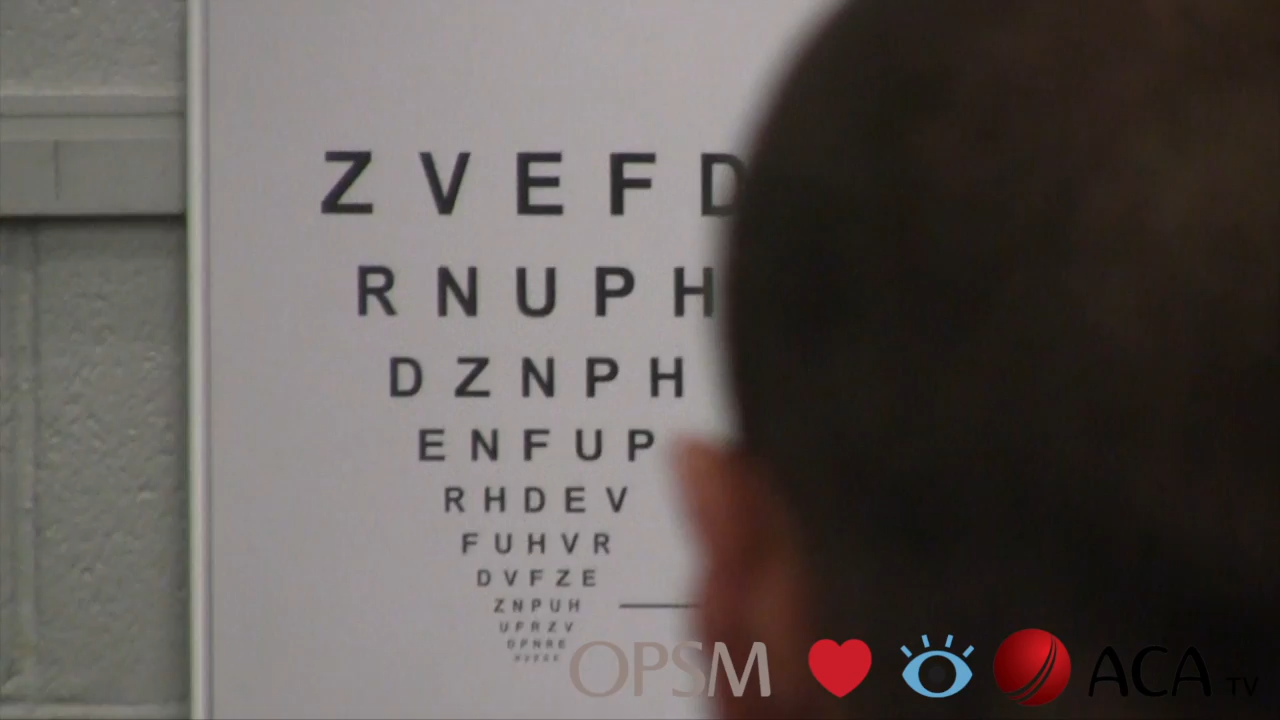 Z V E F D
R N U P H
D Z N P H
E N F U P
R H D E V
F U H V R
D V F Z E
Z N P U H
U P R Z V
OPSM ACA TV